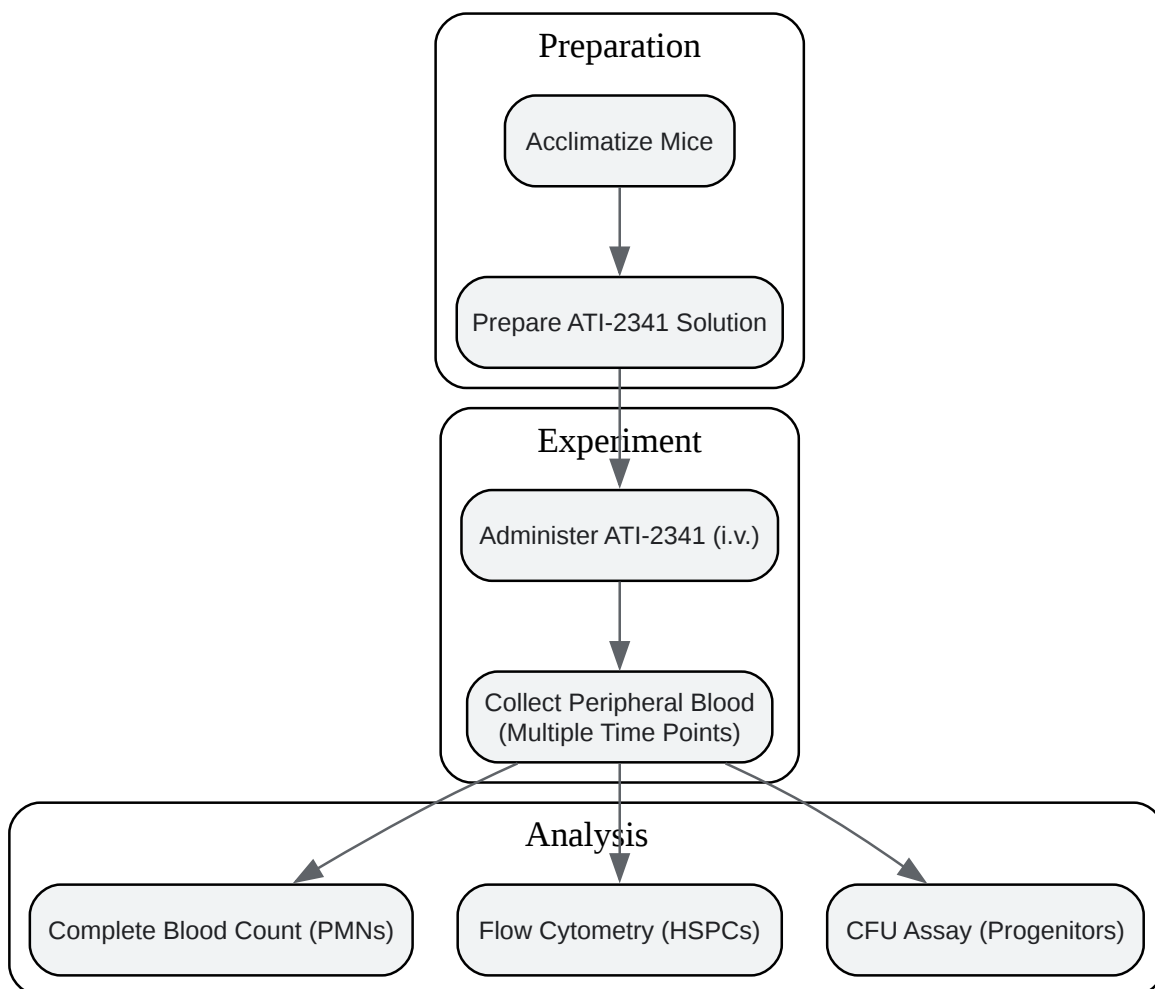 Preparation
Acclimatize Mice
Prepare ATI-2341 Solution
Experiment
Administer ATI-2341 (i.v.)
Collect Peripheral Blood
(Multiple Time Points)
Analysis
Complete Blood Count (PMNs)
Flow Cytometry (HSPCs)
CFU Assay (Progenitors)